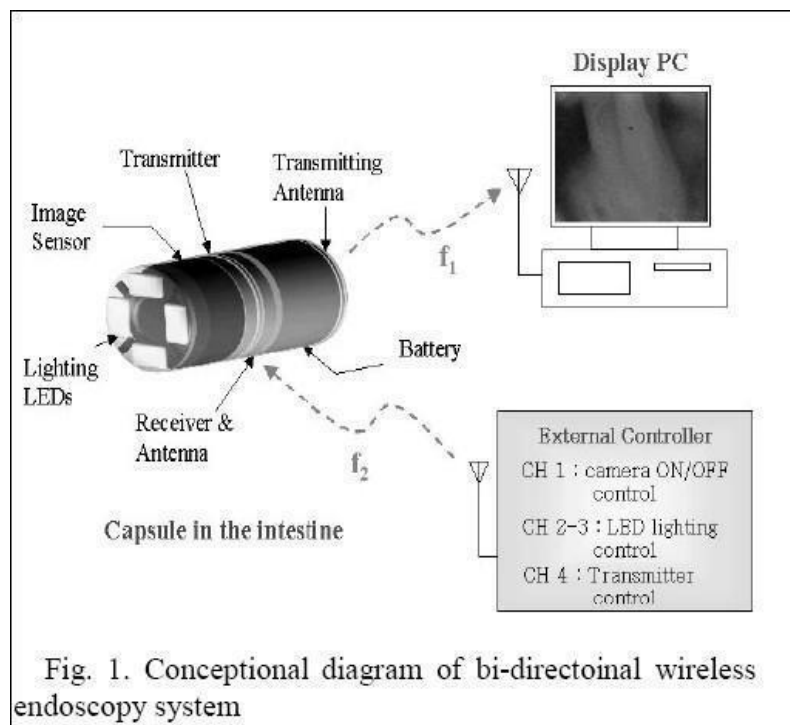 Display PC
Transmitter
Transmitting
Antenna
Image
Sensor
f1
Lighting
LEDs
Battery
Receiver &
Antenna
f2
Capsule in the intestine
External Controller
CH 1 : camera ON/OFF
control
CH 2-3 : LED lighting
control
CH 4 : Transmitter
control
Fig. 1. Conceptional diagram of bi-directoinal wireless
endoscopy system